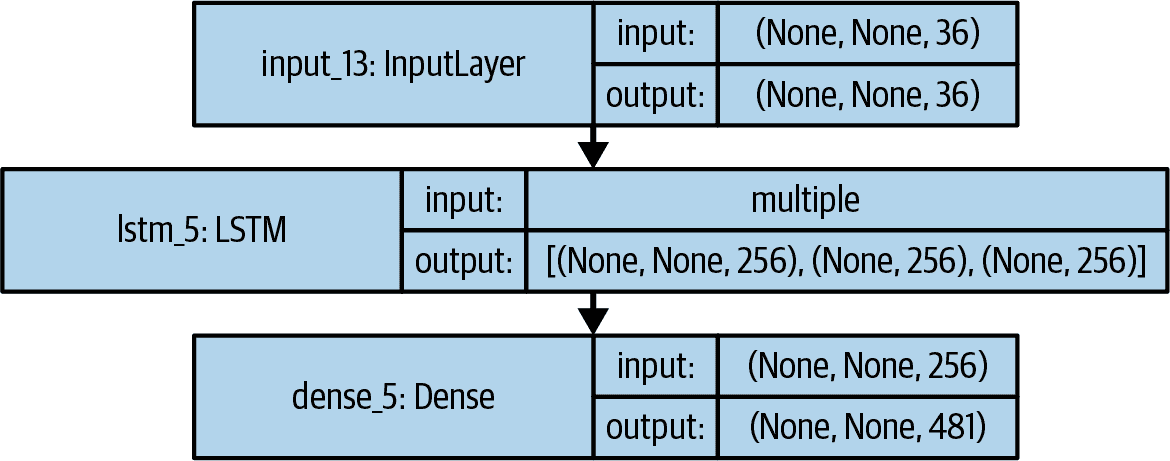 input_13: InputLayer
input:
(None, None, 36)
output:
(None, None, 36)
lstm_5: LSTM
input:
multiple
output:
[(None, None, 256), (None, 256), (None, 256)]
dense_5: Dense
input:
(None, None, 256)
output:
(None, None, 481)